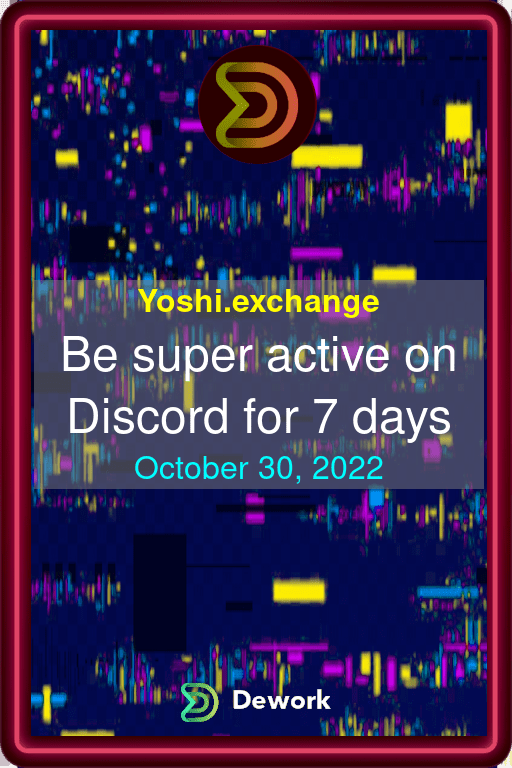 Yoshi.exchange
Be super active on
Discord for 7 days
October 30, 2022
Dework